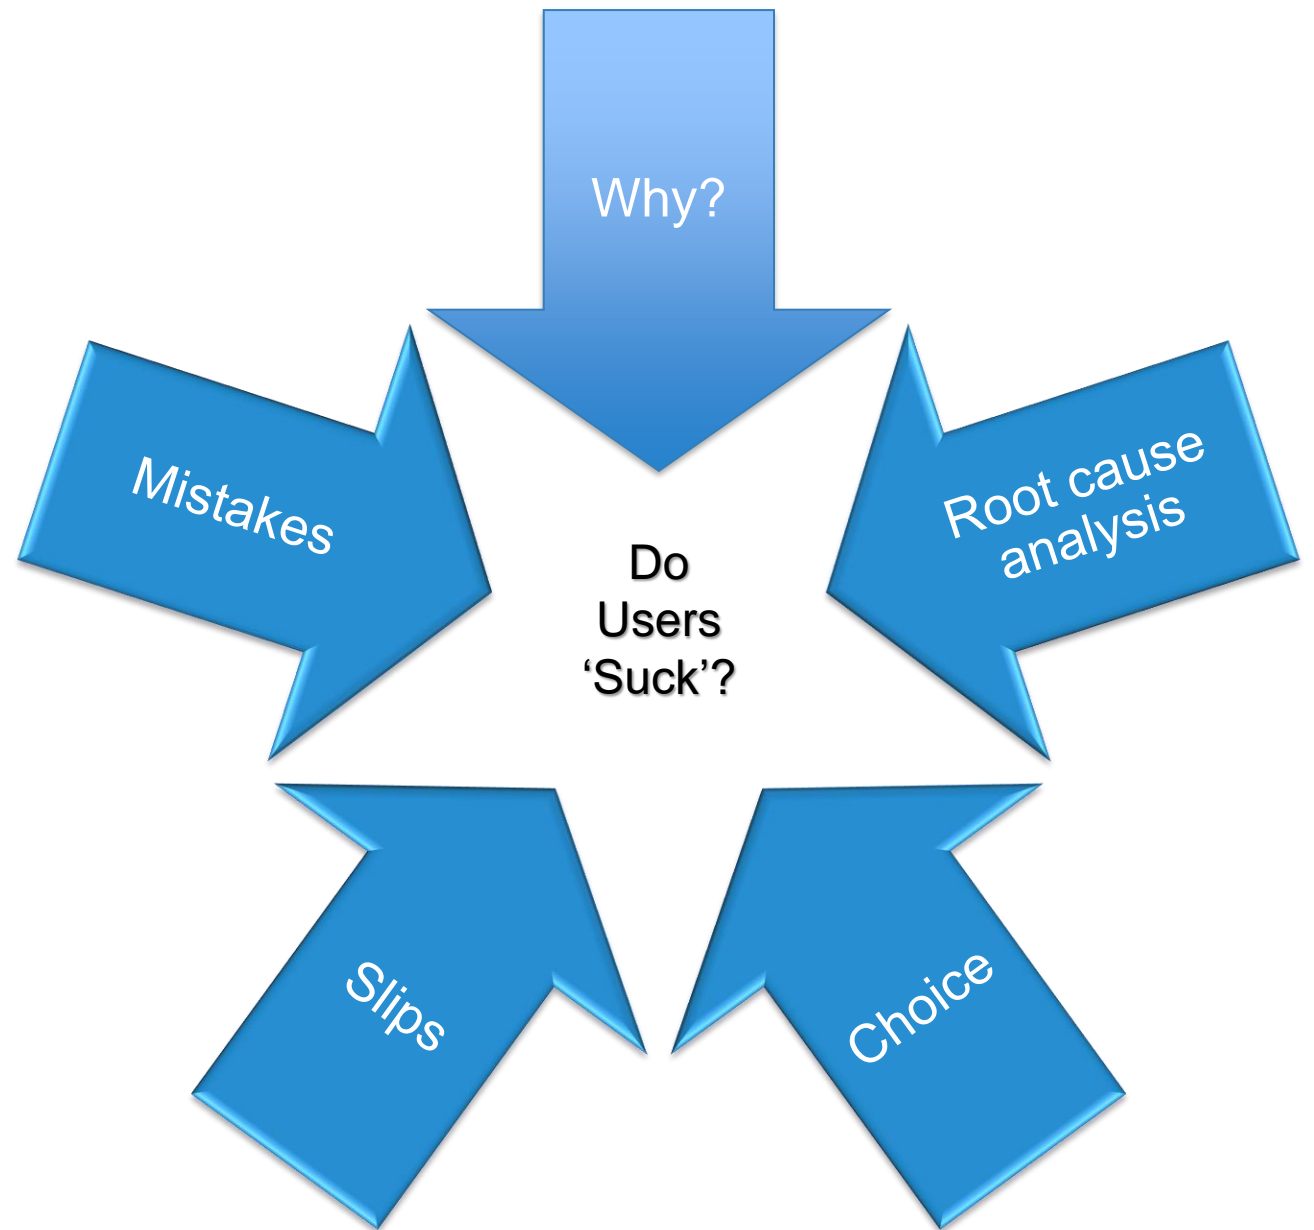 Why?
Mistakes
Root cause
analysis
Do
Users
‘Suck’?
Slips
Choice